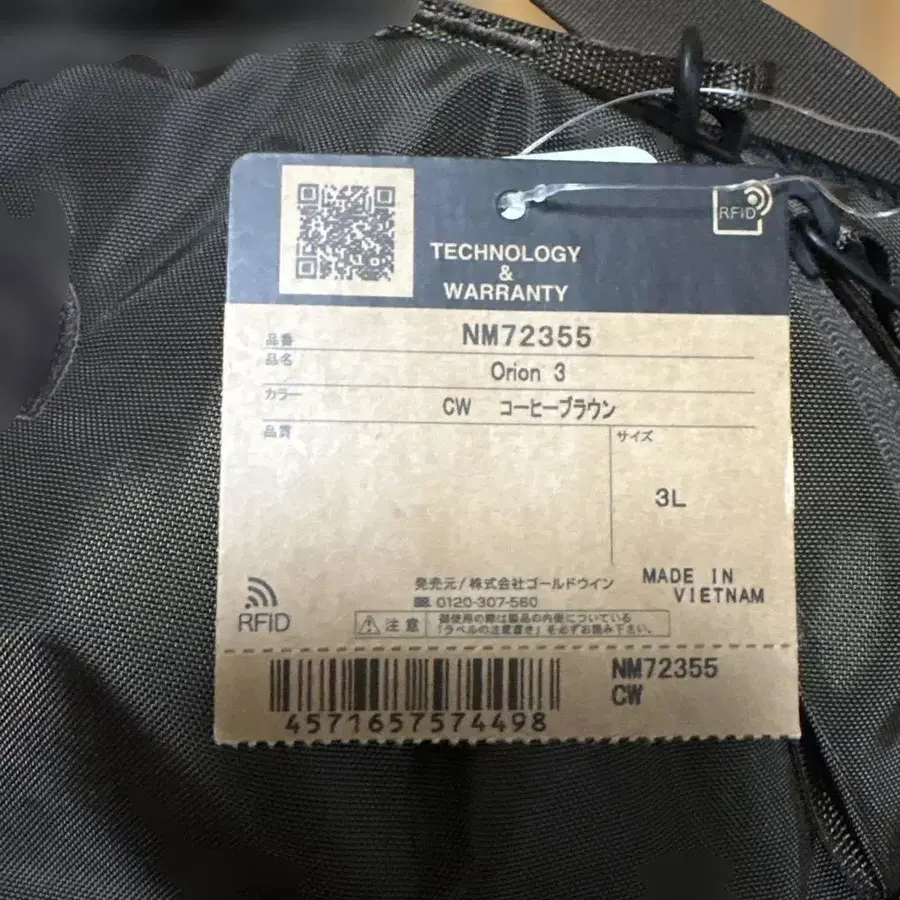 RFID
TECHNOLOGY
&
WARRANTY
品番 NM72355
品名 Orion 3
カラー CW コーヒーブラウン
品質
サイズ
3L
発売元/株式会社ゴールドウイン
0120-307-560
MADE IN
VIETNAM
RFID
注意
御使用の際は製品の内側についている
「ラベルの注意書き」を必ずお読み下さい。
NM72355
CW
4571657574498